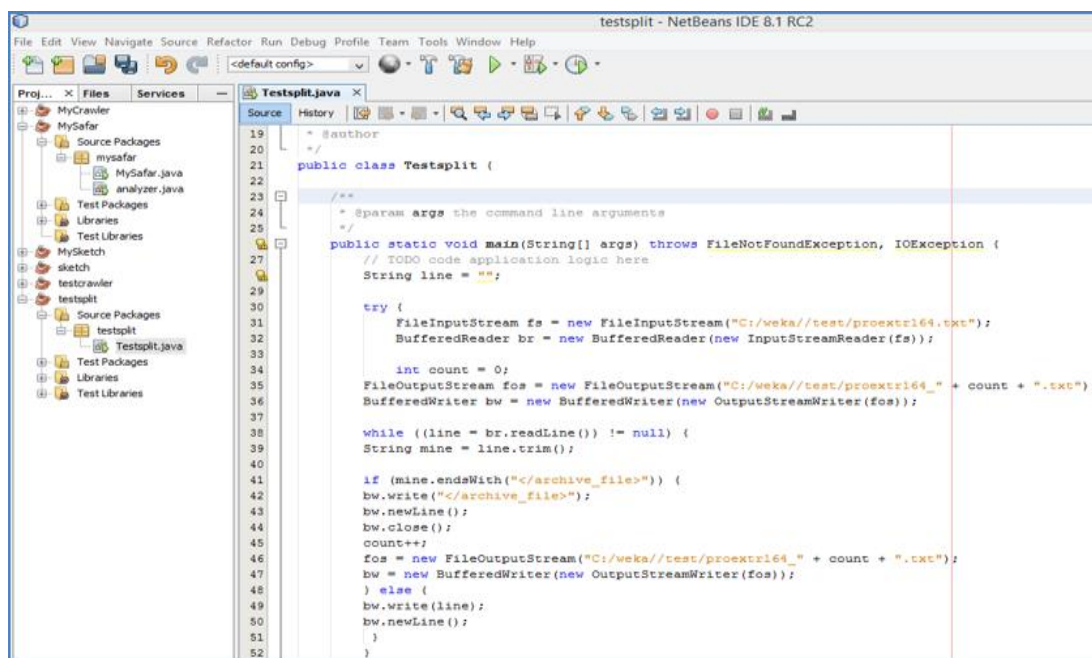 testsplit - NetBeans IDE 8.1 RC2
File Edit View Navigate Source Refactor Run Debug Profile Team Tools Window Help
<default config>
Proj... × Files Services —
MyCrawler
MySafar
Source Packages
mysafar
MySafar.java
analyzer.java
Test Packages
Libraries
Test Libraries
MySketch
sketch
testcrawler
testsplit
Source Packages
testsplit
Testsplit.java
Test Packages
Libraries
Test Libraries
Testsplit.java ×
Source History
19 * @author
20 */
21 public class Testsplit {
22
23 /**
24 * @param args the command line arguments
25 */
public static void main(String[] args) throws FileNotFoundException, IOException {
27 // TODO code application logic here
String line = "";
29
30 try {
31 FileInputStream fs = new FileInputStream("C:/weka//test/proextr164.txt");
32 BufferedReader br = new BufferedReader(new InputStreamReader(fs));
33
34 int count = 0;
35 FileOutputStream fos = new FileOutputStream("C:/weka//test/proextr164_" + count + ".txt")
36 BufferedWriter bw = new BufferedWriter(new OutputStreamWriter(fos));
37
38 while ((line = br.readLine()) != null) {
39 String mine = line.trim();
40
41 if (mine.endsWith("</archive_file>")) {
42 bw.write("</archive_file>");
43 bw.newLine();
44 bw.close();
45 count++;
46 fos = new FileOutputStream("C:/weka//test/proextr164_" + count + ".txt");
47 bw = new BufferedWriter(new OutputStreamWriter(fos));
48 } else {
49 bw.write(line);
50 bw.newLine();
51 }
52 }